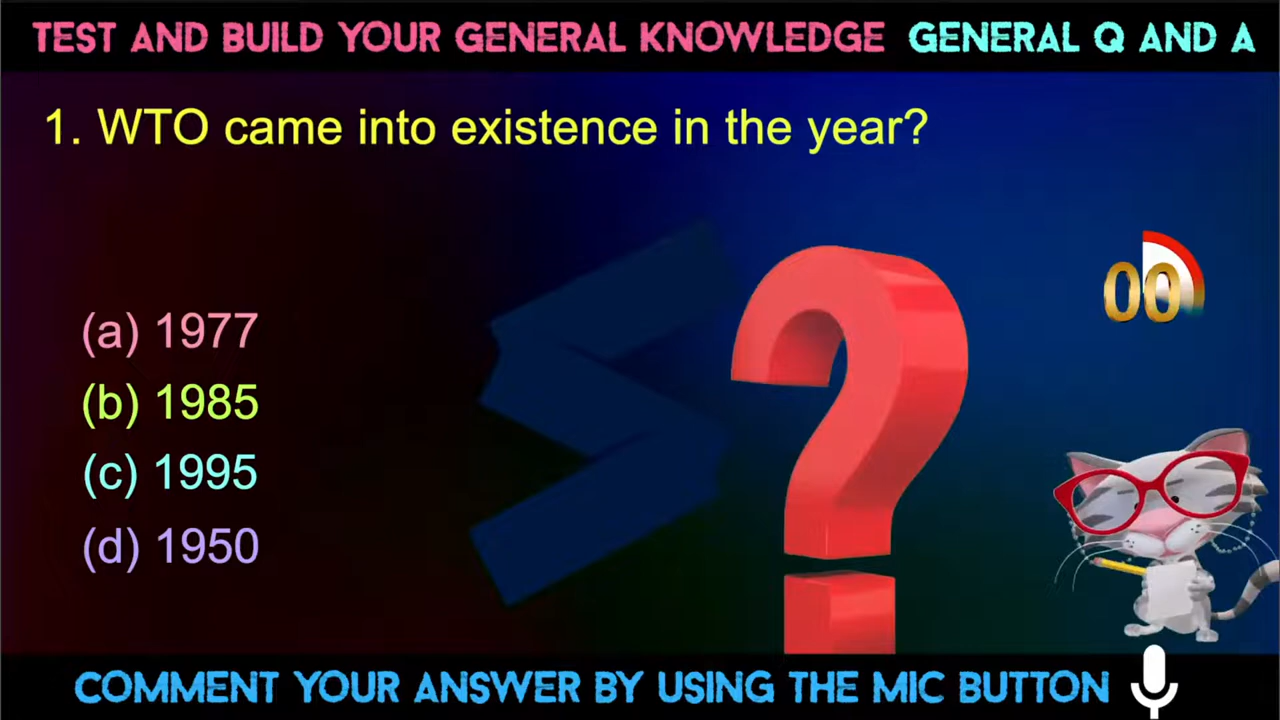 TEST AND BUILD YOUR GENERAL KNOWLEDGE GENERAL Q AND A
1. WTO came into existence in the year?
00
(a) 1977
(b) 1985
(c) 1995
(d) 1950
COMMENT YOUR ANSWER BY USING THE MIC BUTTON